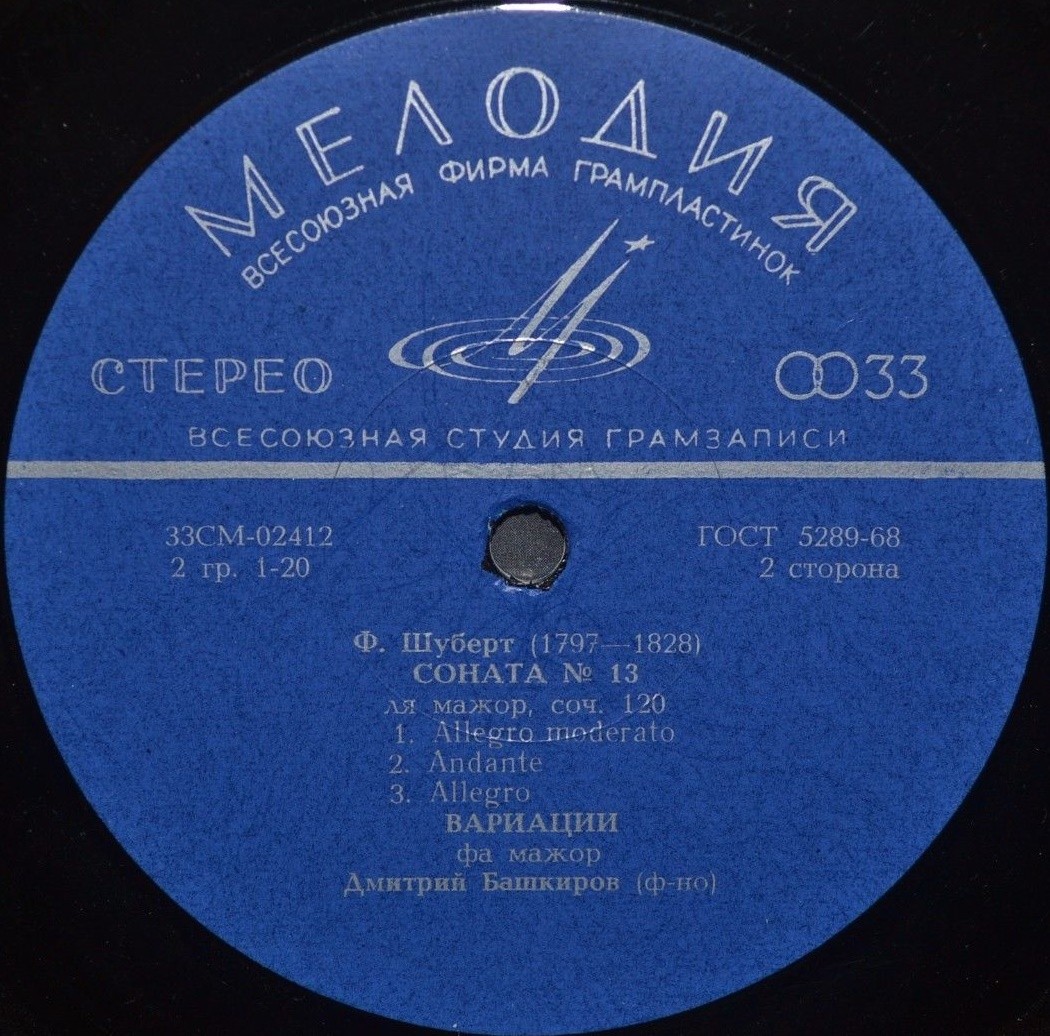 МЕЛОДИЯ
ВСЕСОЮЗНАЯ ФИРМА ГРАМПЛАСТИНОК
СТЕРЕО
33
ВСЕСОЮЗНАЯ СТУДИЯ ГРАМЗАПИСИ
33СМ-02412
ГОСТ 5289-68
2 гр. 1-20
2 сторона
Ф. Шуберт (1797—1828)
СОНАТА № 13
ля мажор, соч. 120
1. Allegro moderato
2. Andante
3. Allegro
ВАРИАЦИИ
фа мажор
Дмитрий Башкиров (ф-но)